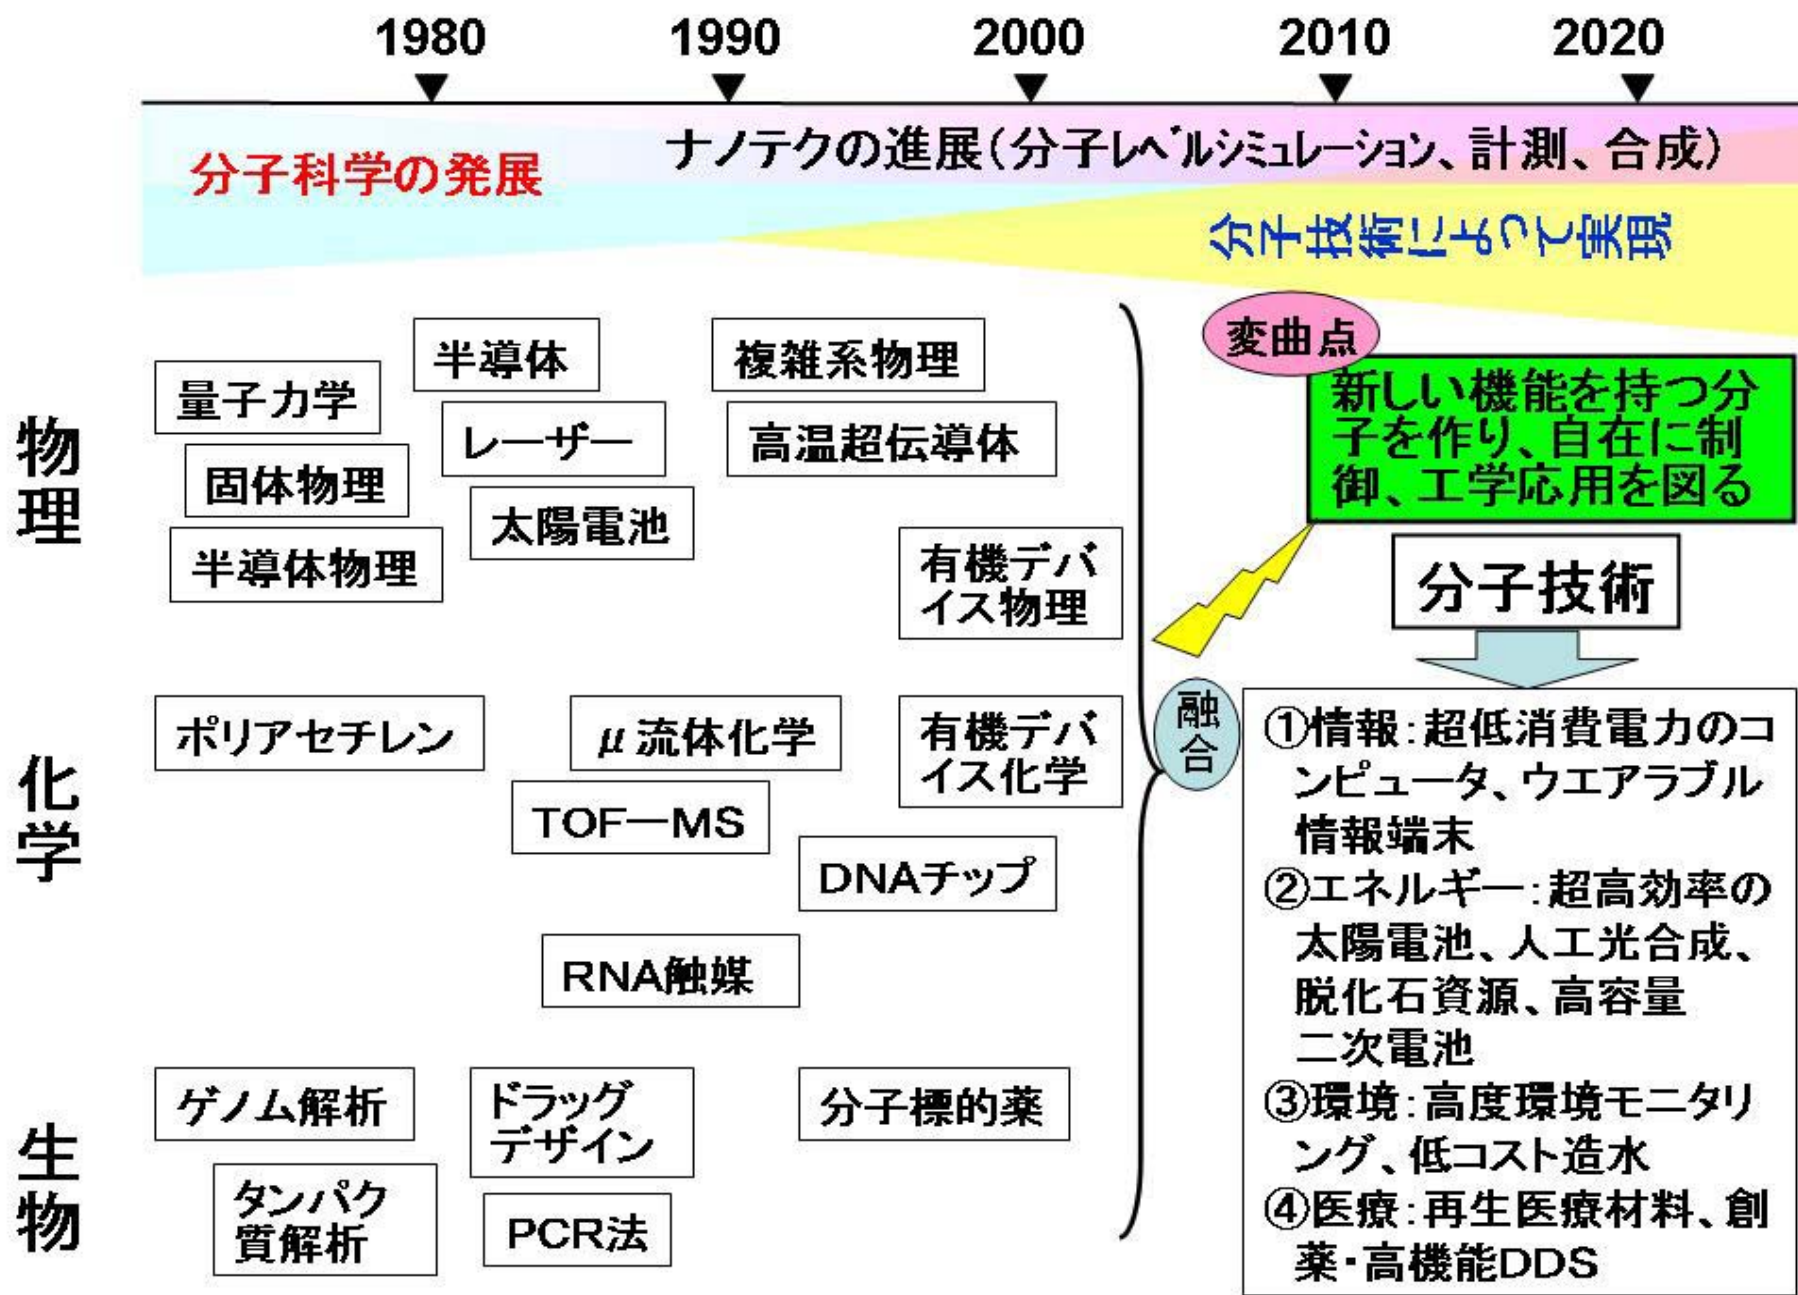 1980 1990 2000 2010 2020
ナノテクの進展(分子レベルシミュレーション、計測、合成)
分子科学の発展
分子技術によって実現
物理
量子力学
固体物理
半導体物理
半導体
レーザー
太陽電池
複雑系物理
高温超伝導体
有機デバ
イス物理
化学
ポリアセチレン
μ流体化学
TOF―MS
有機デバ
イス化学
DNAチップ
RNA触媒
生物
ゲノム解析
タンパク
質解析
ドラッグ
デザイン
PCR法
分子標的薬
融合
変曲点
新しい機能を持つ分
子を作り、自在に制
御、工学応用を図る
分子技術
①情報:超低消費電力のコ
ンピュータ、ウエアラブル
情報端末
②エネルギー:超高効率の
太陽電池、人工光合成、
脱化石資源、高容量
二次電池
③環境:高度環境モニタリ
ング、低コスト造水
④医療:再生医療材料、創
薬・高機能DDS